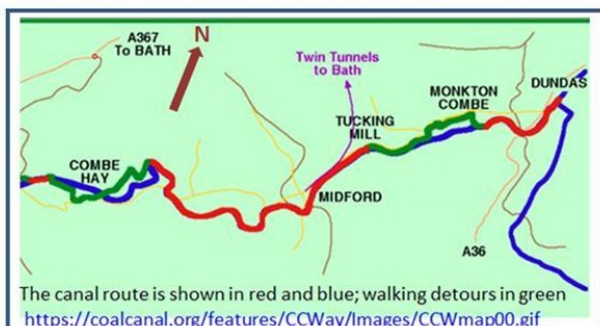 A367
To BATH
N
Twin Tunnels
to Bath
MONKTON
COMBE
DUNDAS
TUCKING
MILL
COMBE
HAY
MIDFORD
A36
The canal route is shown in red and blue; walking detours in green
https://coalcanal.org/features/CCWay/Images/CCWmap00.gif